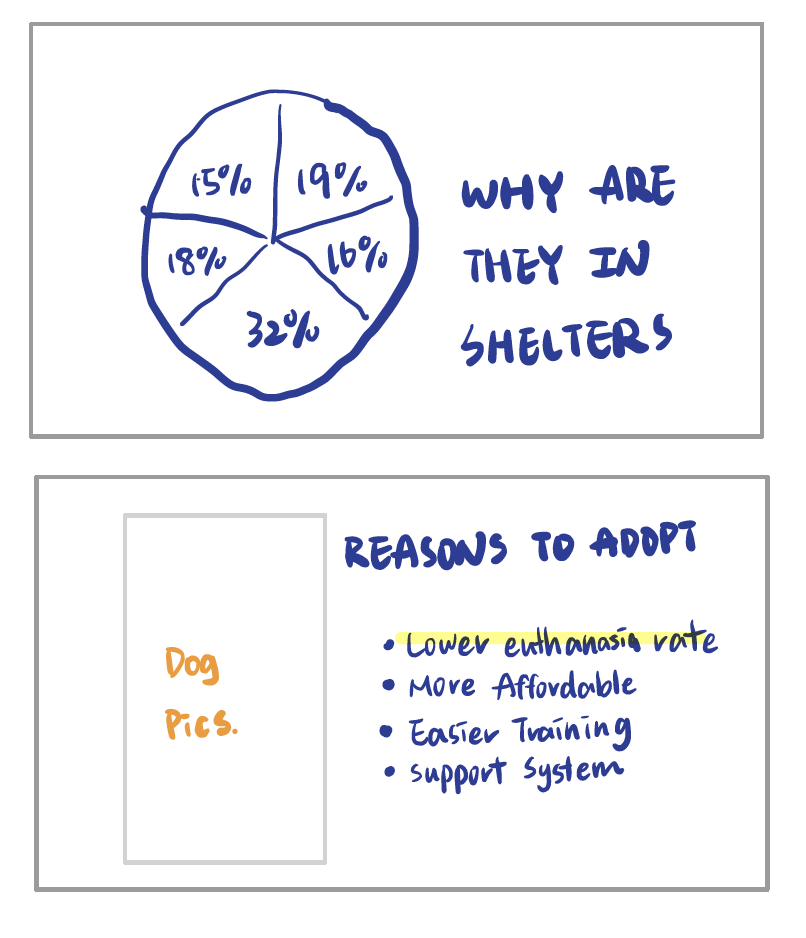 15%
19%
18%
16%
32%
WHY ARE
THEY IN
SHELTERS
Dog
Pics.
REASONS TO ADOPT
• Lower euthanasia rate
• More Affordable
• Easier Training
• Support System